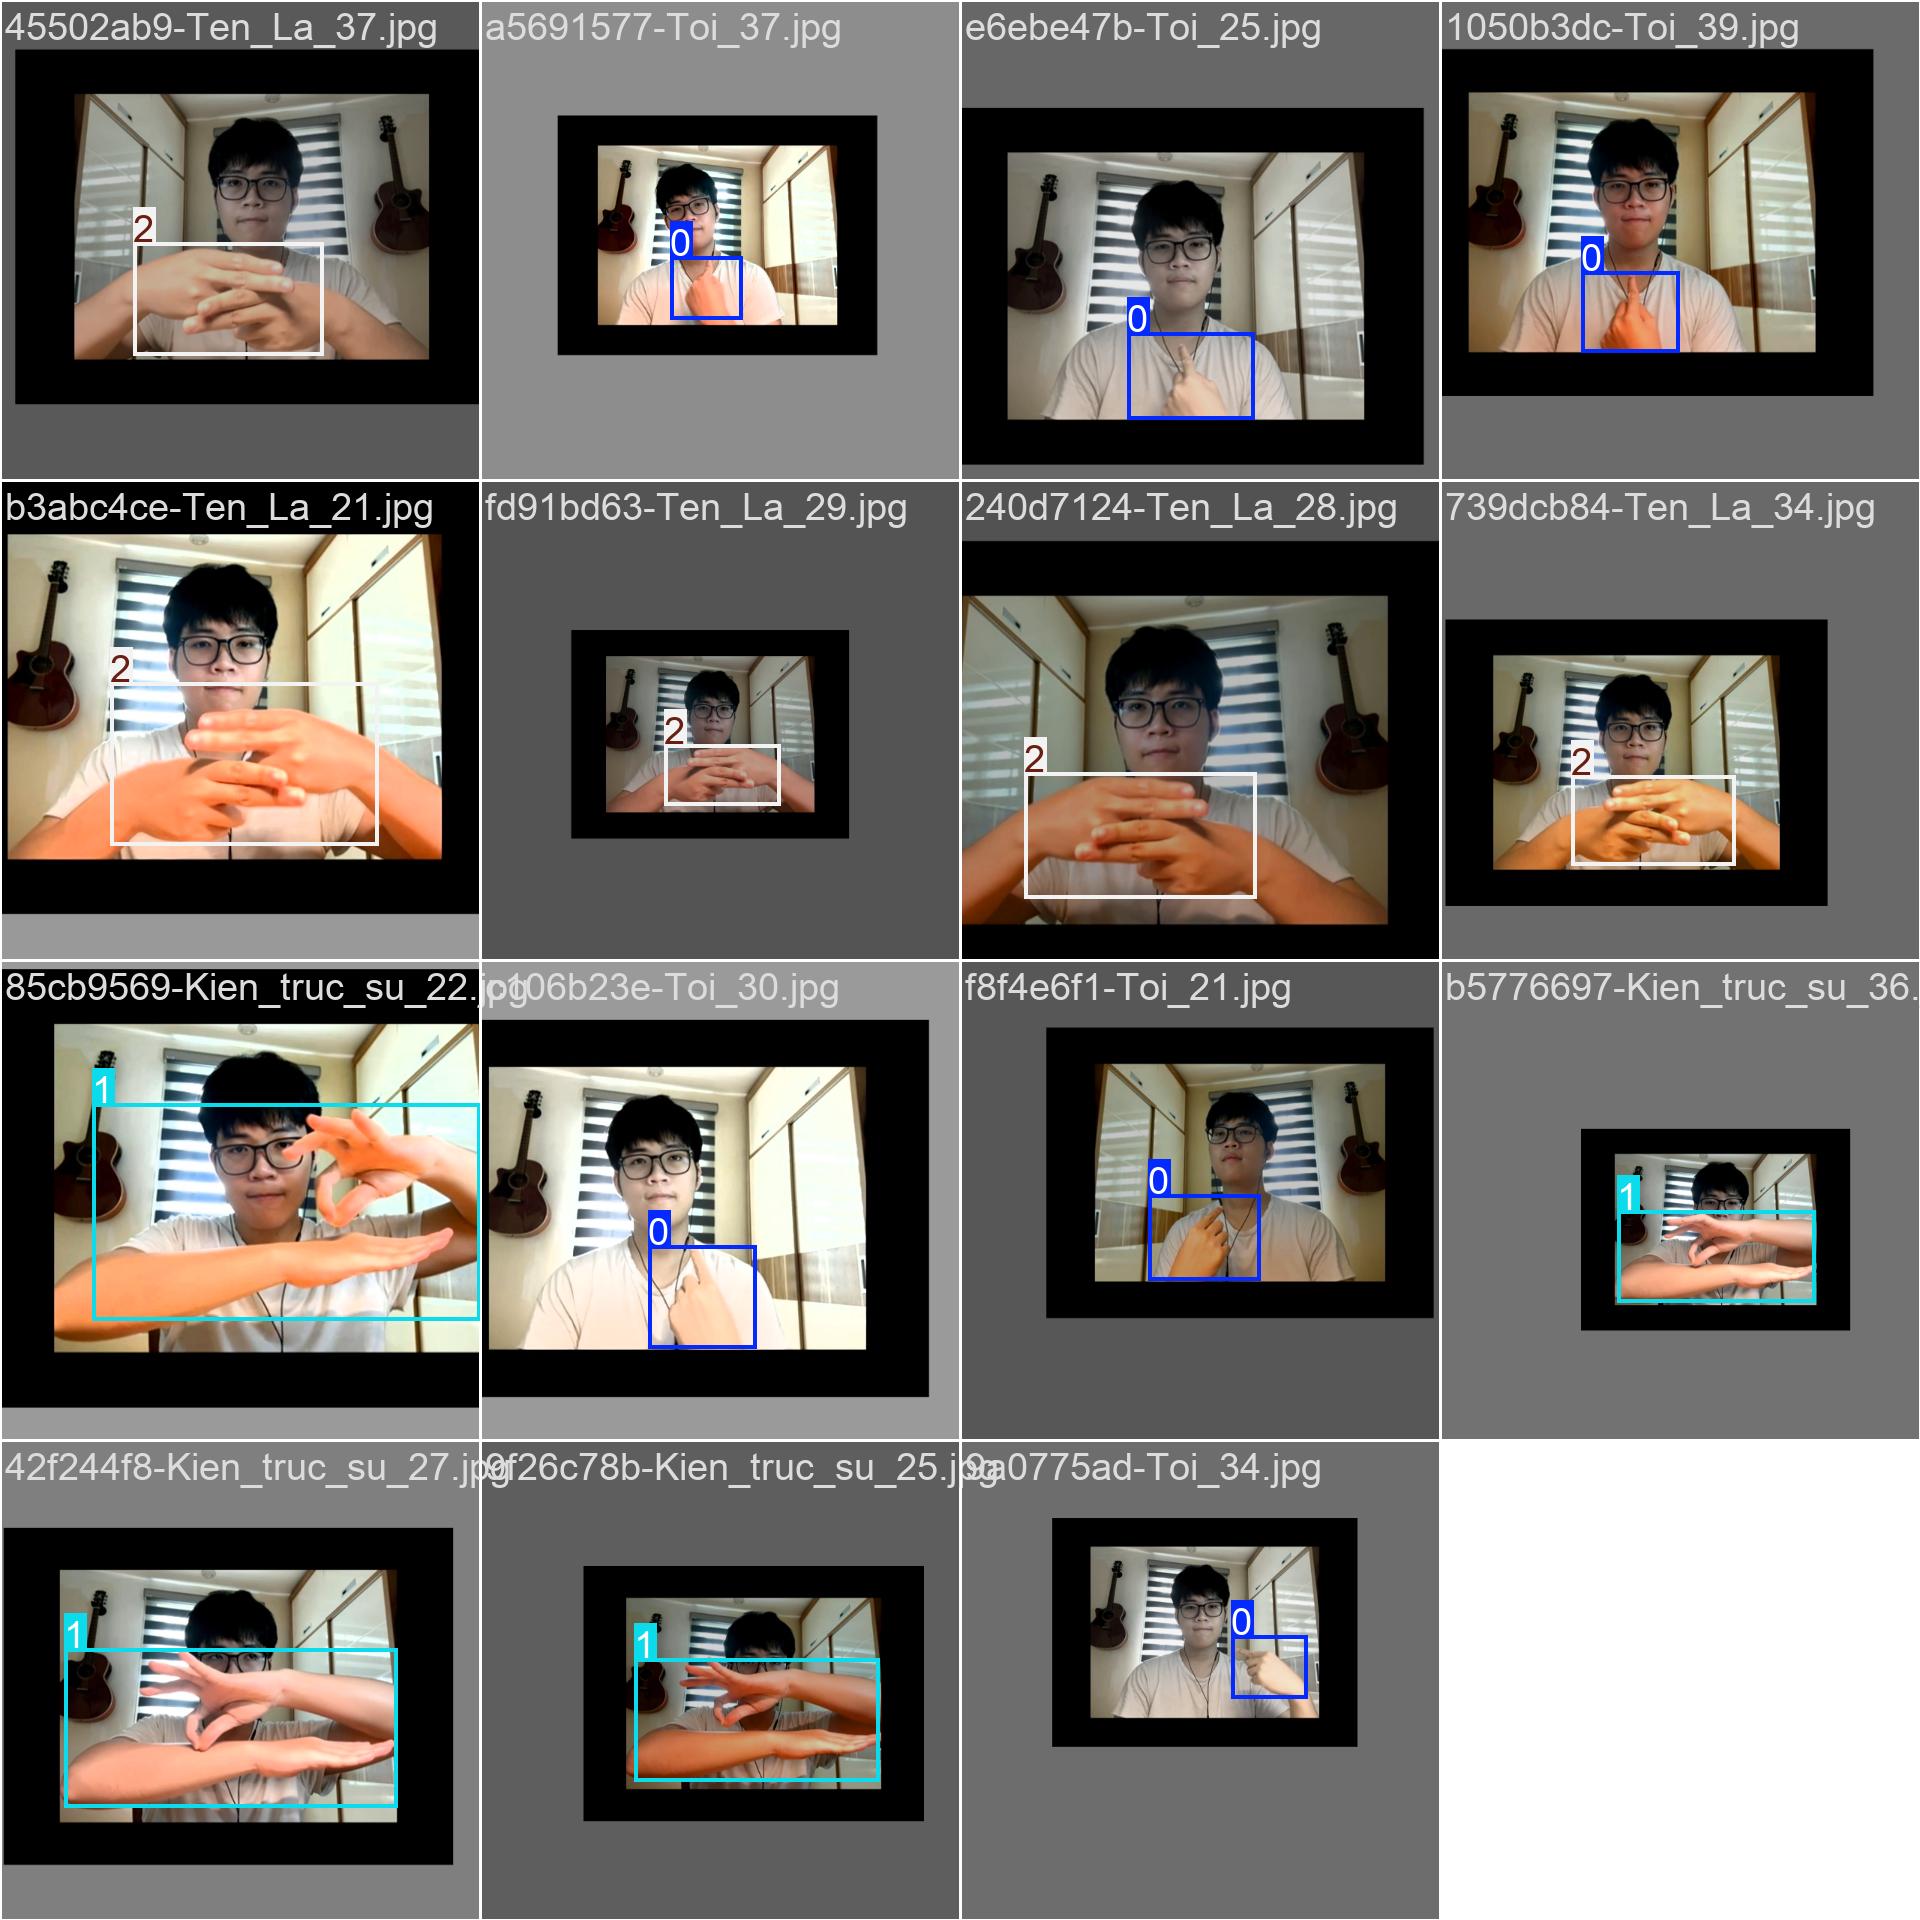 45502ab9-Ten_La_37.jpg
a5691577-Toi_37.jpg
e6ebe47b-Toi_25.jpg
1050b3dc-Toi_39.jpg
2
0
0
0
b3abc4ce-Ten_La_21.jpg
fd91bd63-Ten_La_29.jpg
240d7124-Ten_La_28.jpg
739dcb84-Ten_La_34.jpg
2
2
2
2
85cb9569-Kien_truc_su_22.jpg
c106b23e-Toi_30.jpg
f8f4e6f1-Toi_21.jpg
b5776697-Kien_truc_su_36.
1
0
0
1
42f244f8-Kien_truc_su_27.jpg
9f26c78b-Kien_truc_su_25.jpg
9a0775ad-Toi_34.jpg
1
1
0